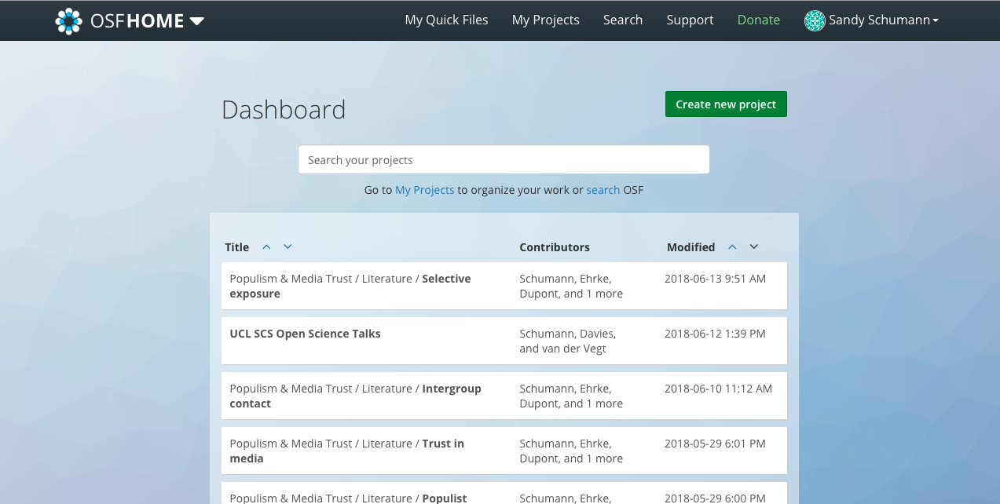 OSFHOME My Quick Files My Projects Search Support Donate Sandy Schumann
Dashboard
Create new project
Search your projects
Go to My Projects to organize your work or search OSF
Title Contributors Modified
Populism & Media Trust / Literature / Selective Schumann, Ehrke, 2018-06-13 9:51 AM
exposure Dupont, and 1 more
UCL SCS Open Science Talks Schumann, Davies, 2018-06-12 1:39 PM
and van der Vegt
Populism & Media Trust / Literature / Intergroup Schumann, Ehrke, 2018-06-10 11:12 AM
contact Dupont, and 1 more
Populism & Media Trust / Literature / Trust in Schumann, Ehrke, 2018-05-29 6:01 PM
media Dupont, and 1 more
Populism & Media Trust / Literature / Populist Schumann, Ehrke, 2018-05-29 6:00 PM